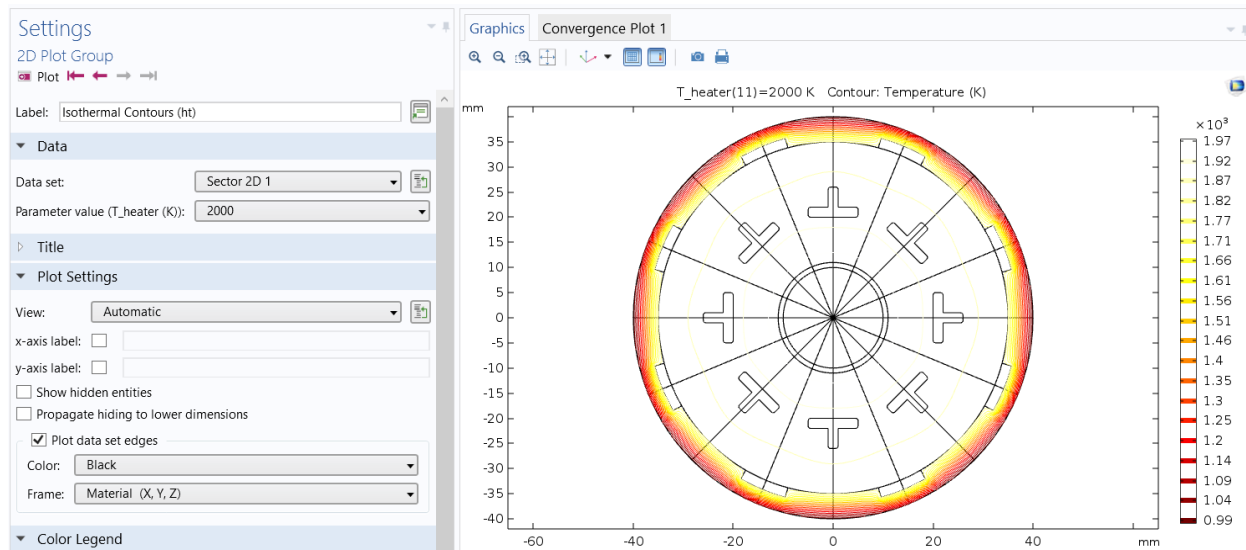 Settings
2D Plot Group
Plot
Label: Isothermal Contours (ht)
Data
Data set: Sector 2D 1
Parameter value (T_heater (K)): 2000
Title
Plot Settings
View: Automatic
x-axis label:
y-axis label:
Show hidden entities
Propagate hiding to lower dimensions
Plot data set edges
Color: Black
Frame: Material (X, Y, Z)
Color Legend
Graphics Convergence Plot 1
T_heater(11)=2000 K Contour: Temperature (K)
mm
35
30
25
20
15
10
5
0
-5
-10
-15
-20
-25
-30
-35
-40
-60 -40 -20 0 20 40 mm
×10³
1.97
1.92
1.87
1.82
1.77
1.71
1.66
1.61
1.56
1.51
1.46
1.4
1.35
1.3
1.25
1.2
1.14
1.09
1.04
0.99